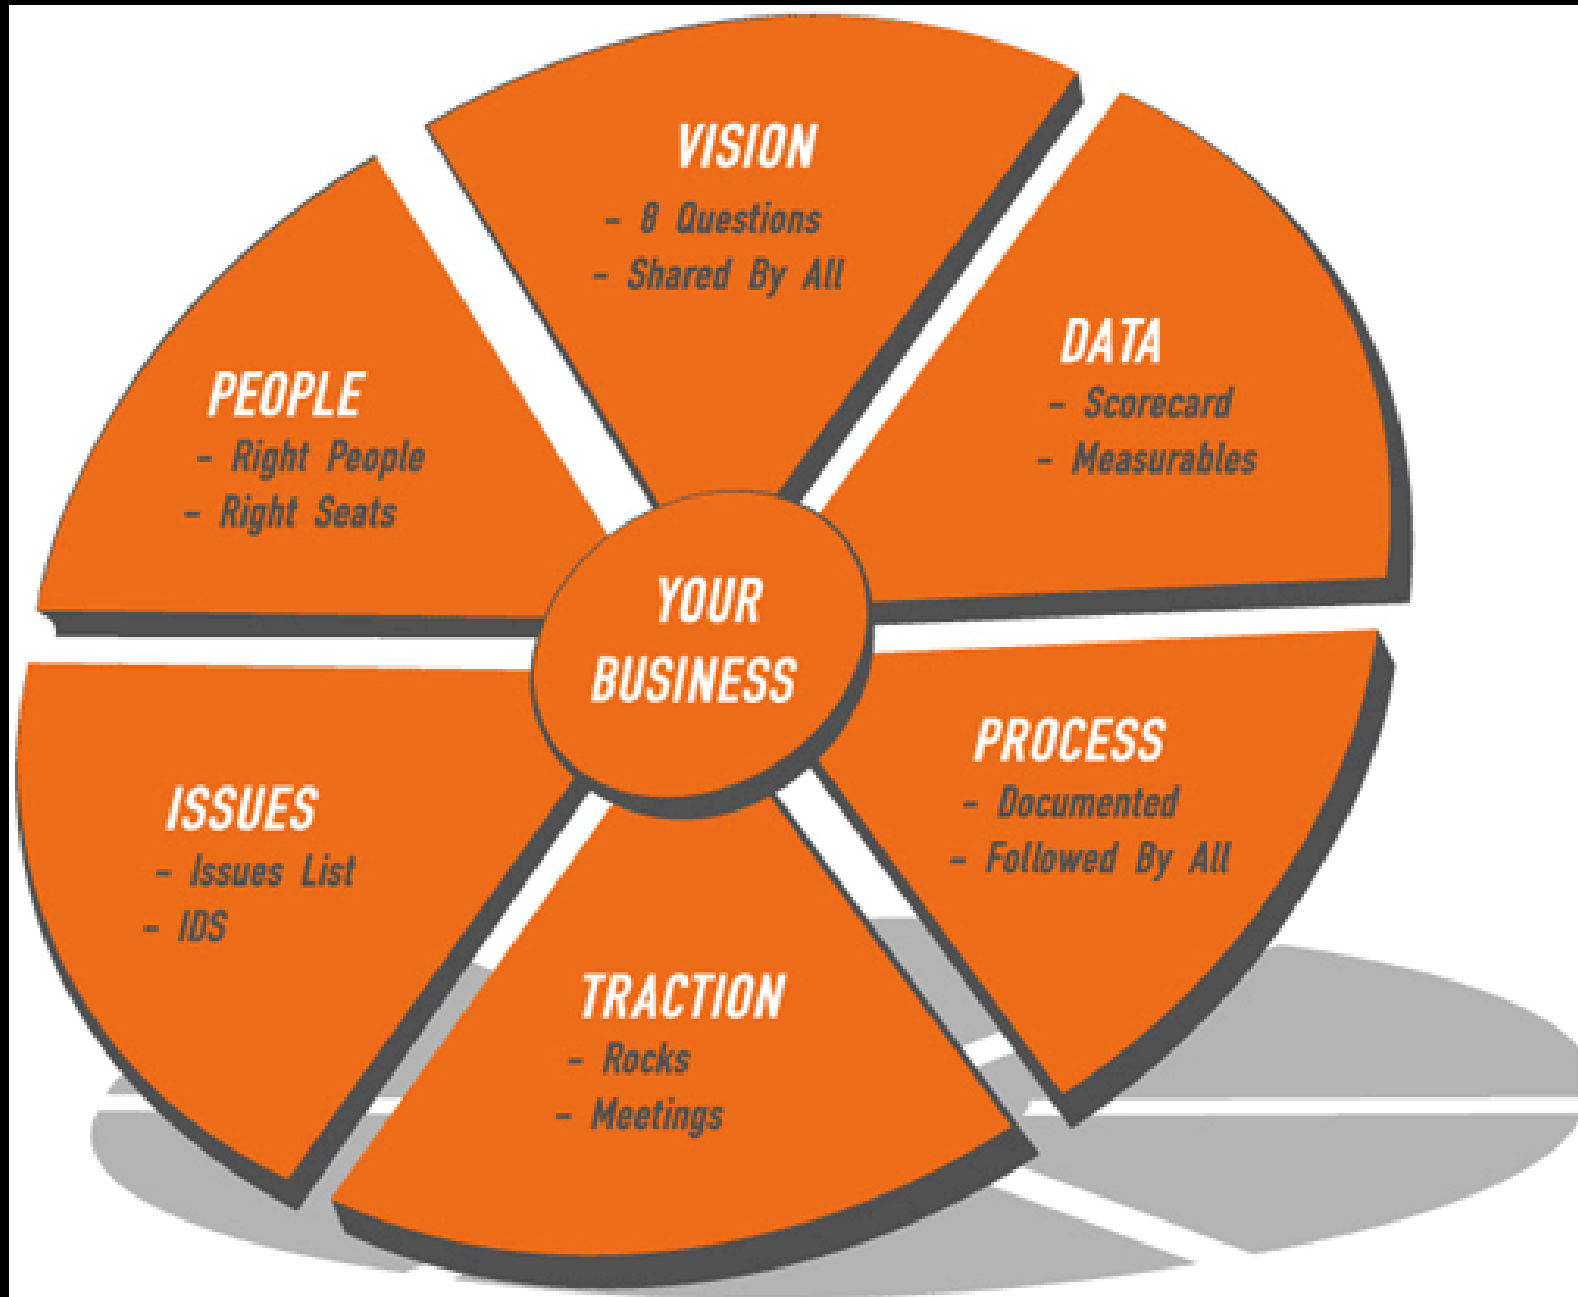 VISION
- 8 Questions
- Shared By All
DATA
- Scorecard
- Measurables
PEOPLE
- Right People
- Right Seats
YOUR
BUSINESS
PROCESS
- Documented
- Followed By All
ISSUES
- Issues List
- IDS
TRACTION
- Rocks
- Meetings